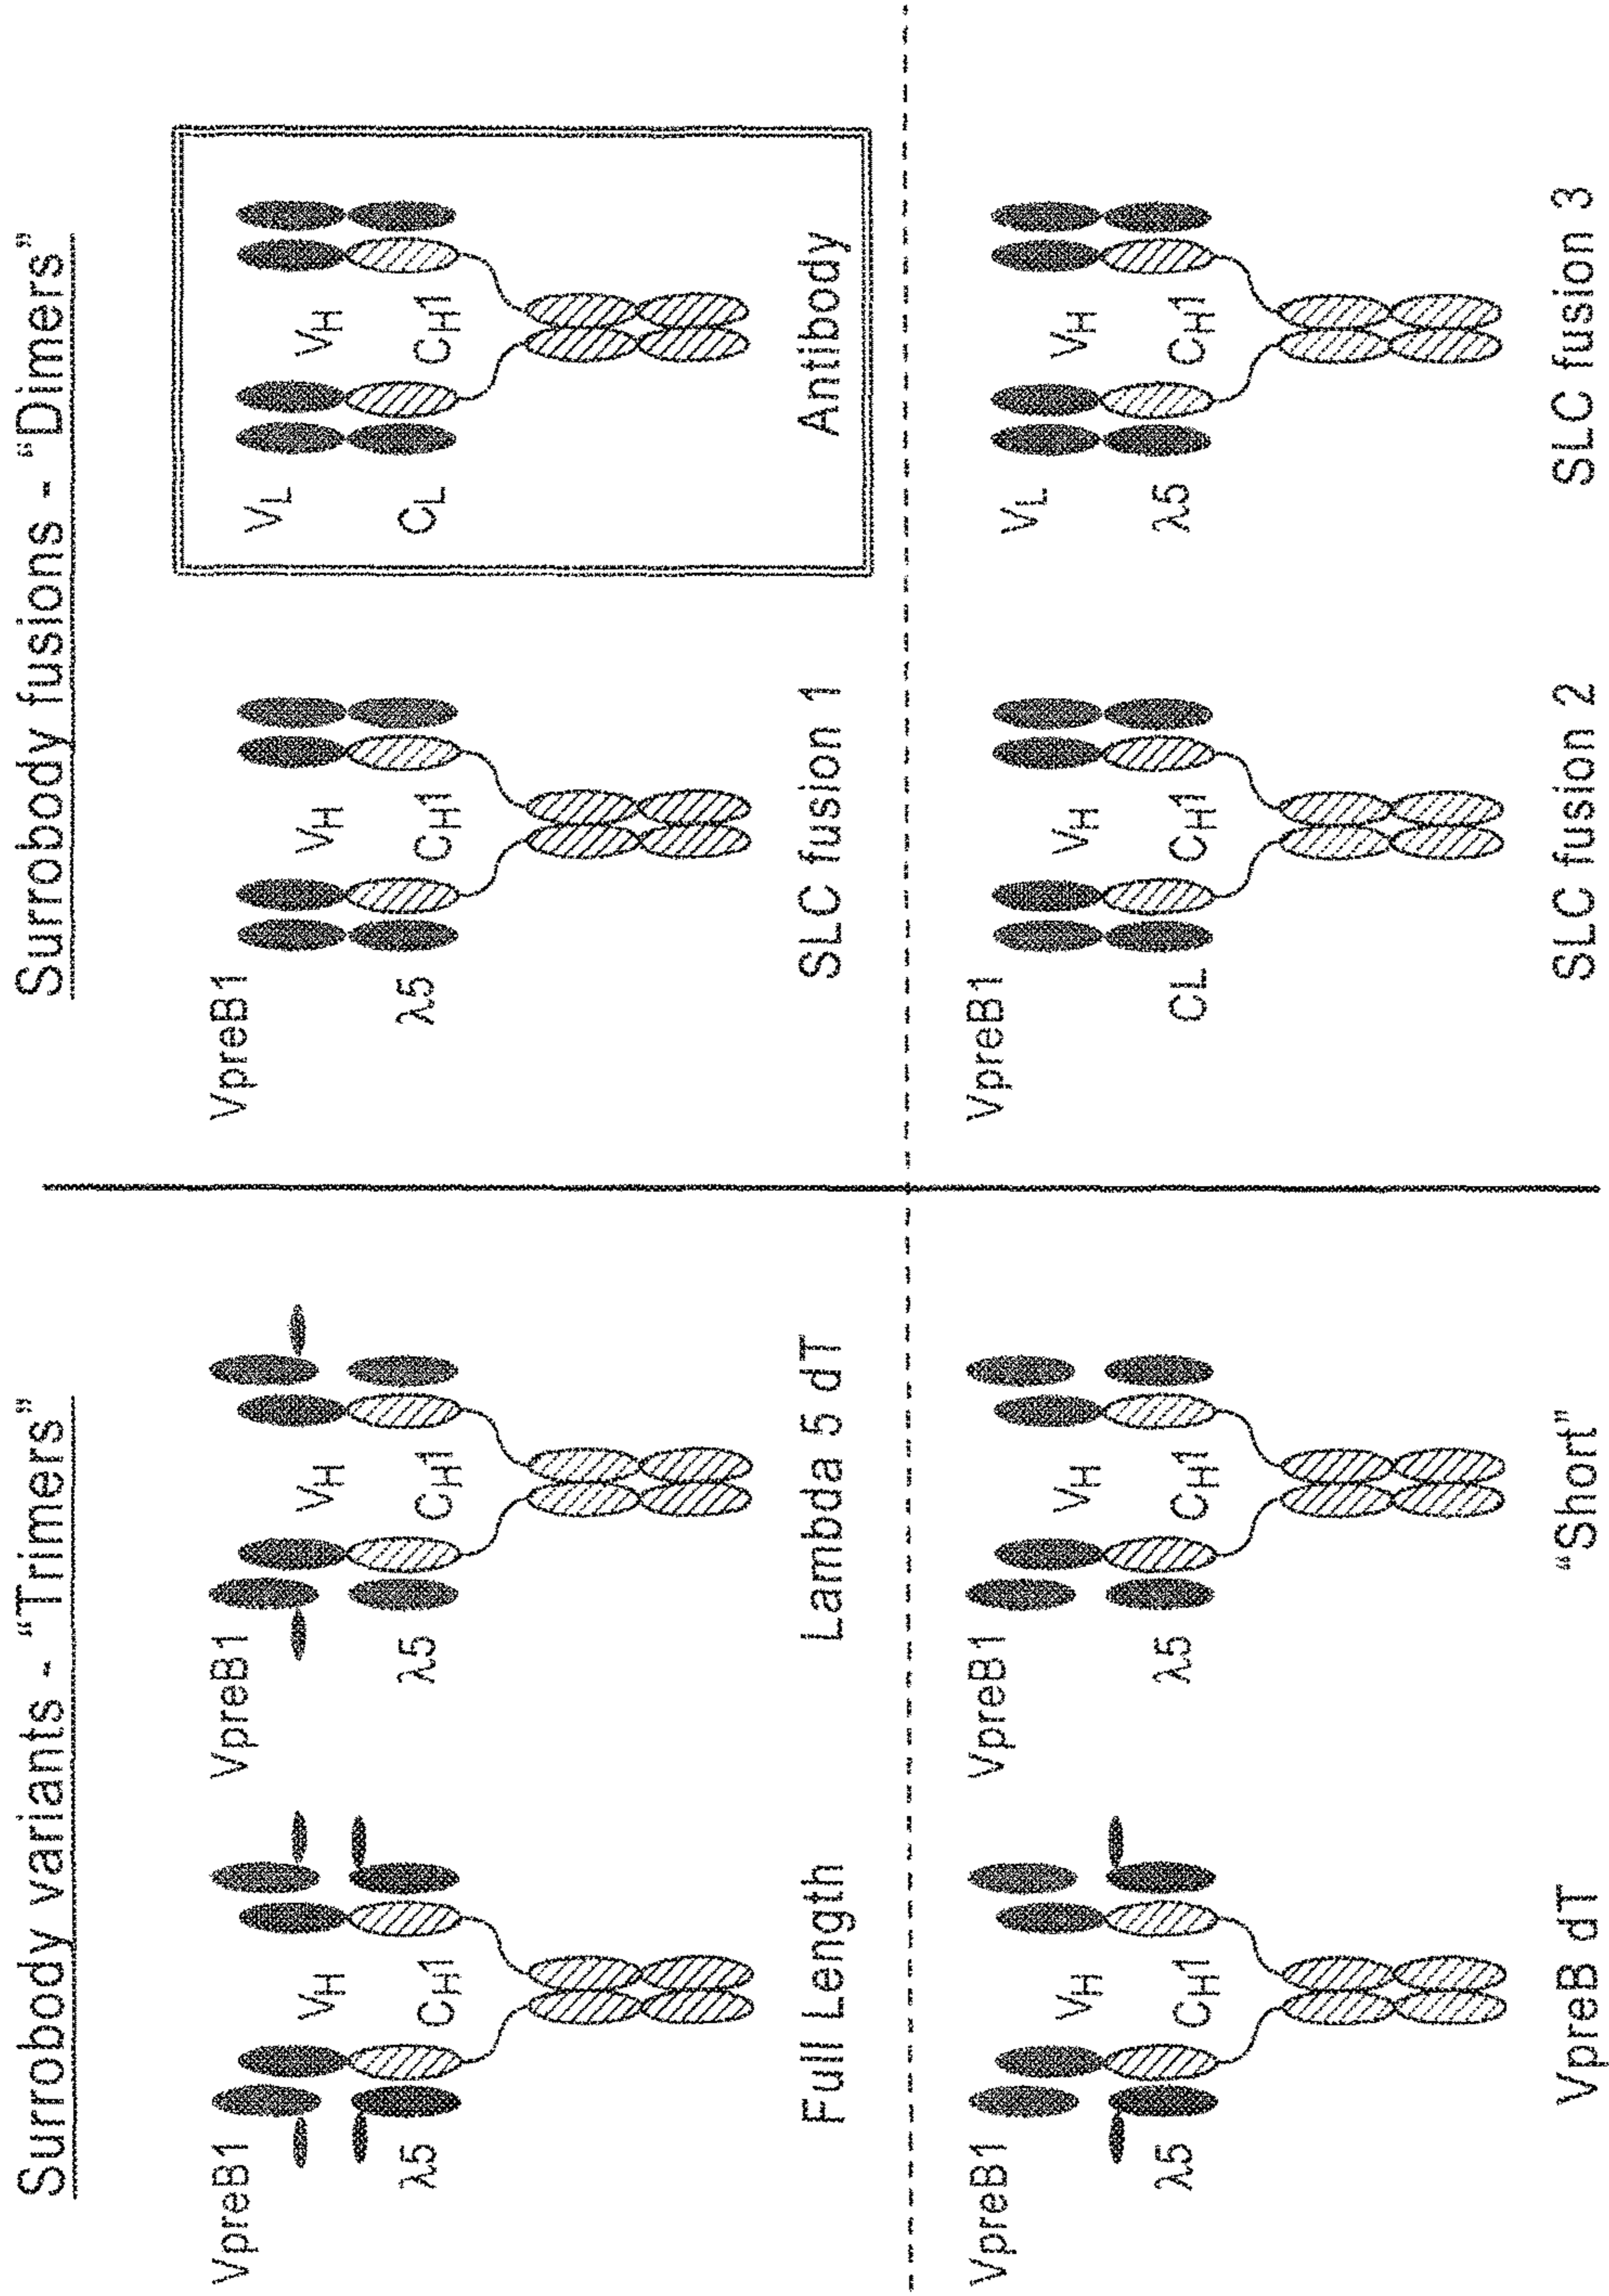 Surrobody variants - “Trimers”
VpreB1
VH
CH1
λ5
Full Length
VpreB1
VH
CH1
λ5
Lambda 5 dT
VpreB1
VH
CH1
λ5
VpreB dT
VpreB1
VH
CH1
λ5
“Short”
Surrobody fusions - “Dimers”
VpreB1
VH
CH1
λ5
SLC fusion 1
VL
VH
CH1
CL
Antibody
VpreB1
VH
CH1
CL
SLC fusion 2
VL
VH
CH1
λ5
SLC fusion 3